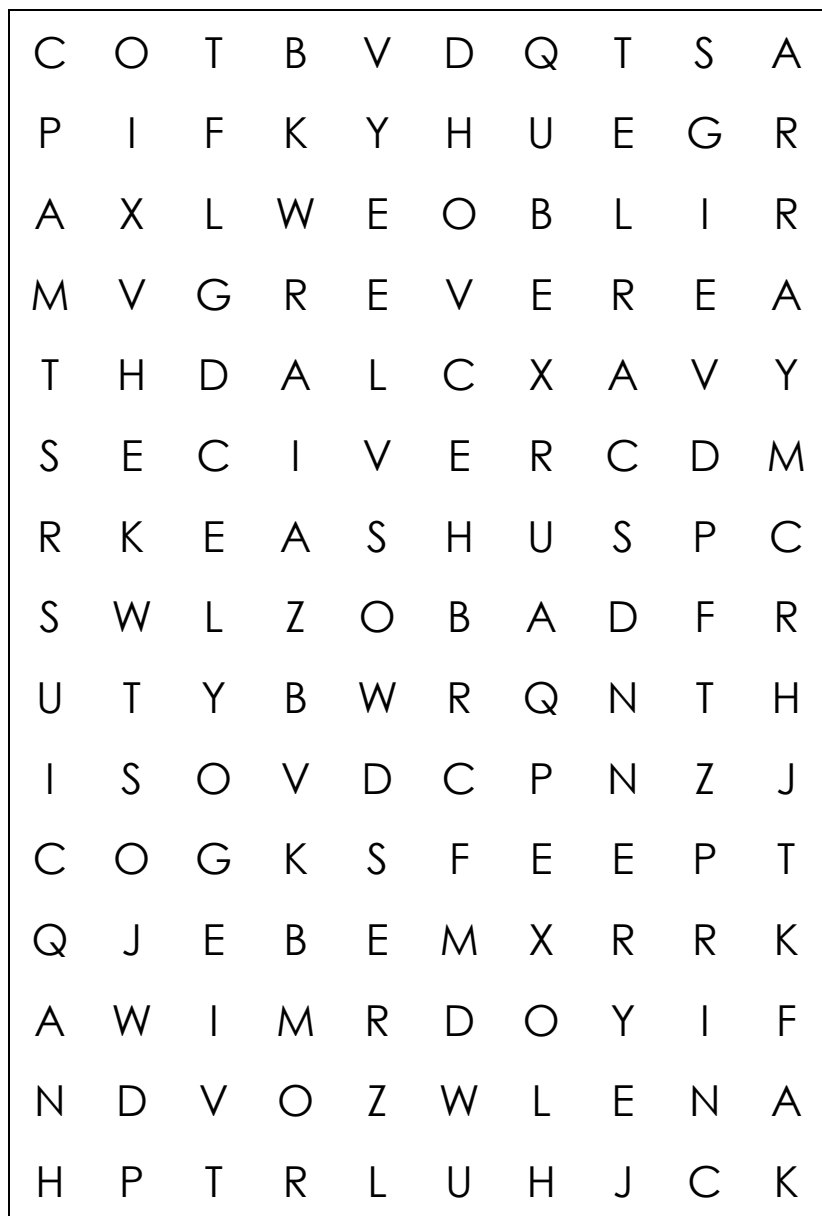 C O T B V D Q T S A
P I F K Y H U E G R
A X L W E O B L I R
M V G R E V E R E A
T H D A L C X A V Y
S E C I V E R C D M
R K E A S H U S P C
S W L Z O B A D F R
U T Y B W R Q N T H
I S O V D C P N Z J
C O G K S F E E P T
Q J E B E M X R R K
A W I M R D O Y I F
N D V O Z W L E N A
H P T R L U H J C K